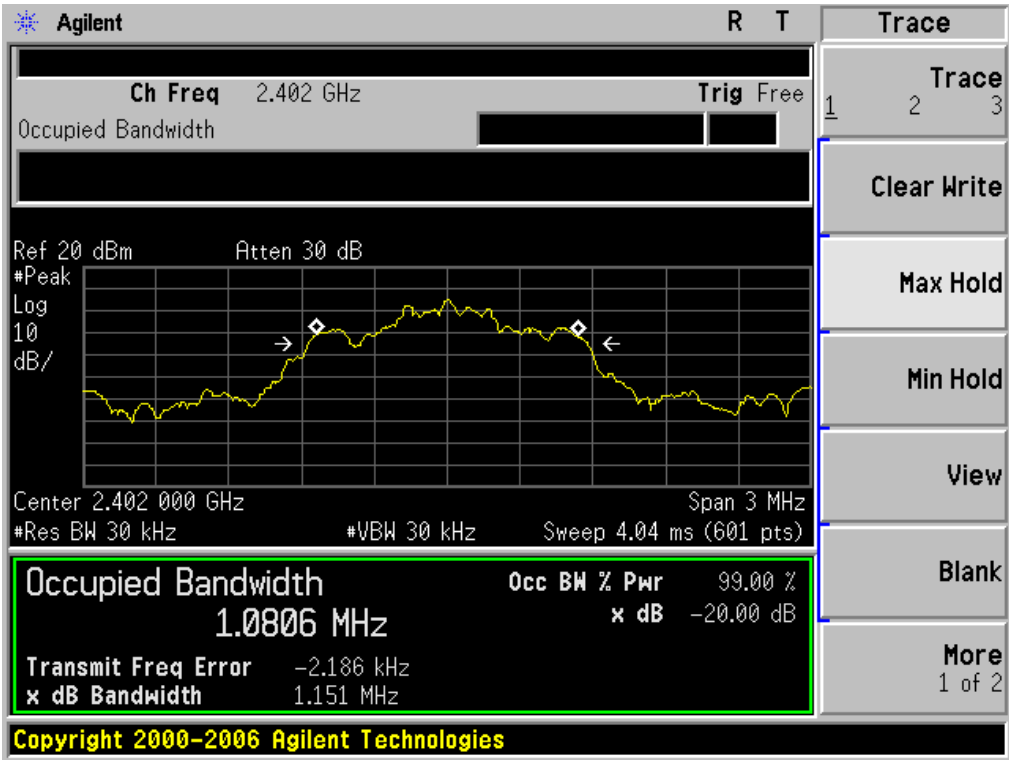 Agilent R T
Ch Freq 2.402 GHz Trig Free
Occupied Bandwidth
Ref 20 dBm Atten 30 dB
#Peak
Log
10
dB/
Center 2.402 000 GHz Span 3 MHz
#Res BW 30 kHz #VBW 30 kHz Sweep 4.04 ms (601 pts)
Occupied Bandwidth Occ BW % Pwr 99.00 %
1.0806 MHz x dB -20.00 dB
Transmit Freq Error -2.186 kHz
x dB Bandwidth 1.151 MHz
Copyright 2000-2006 Agilent Technologies
Trace
Trace
1 2 3
Clear Write
Max Hold
Min Hold
View
Blank
More
1 of 2